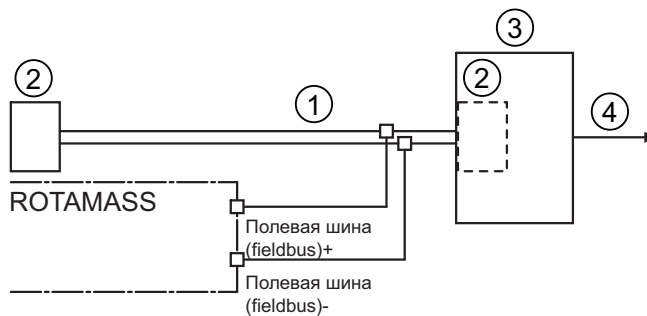 ③
②
①
②
④
ROTAMASS
Полевая шина
(fieldbus)+
Полевая шина
(fieldbus)-